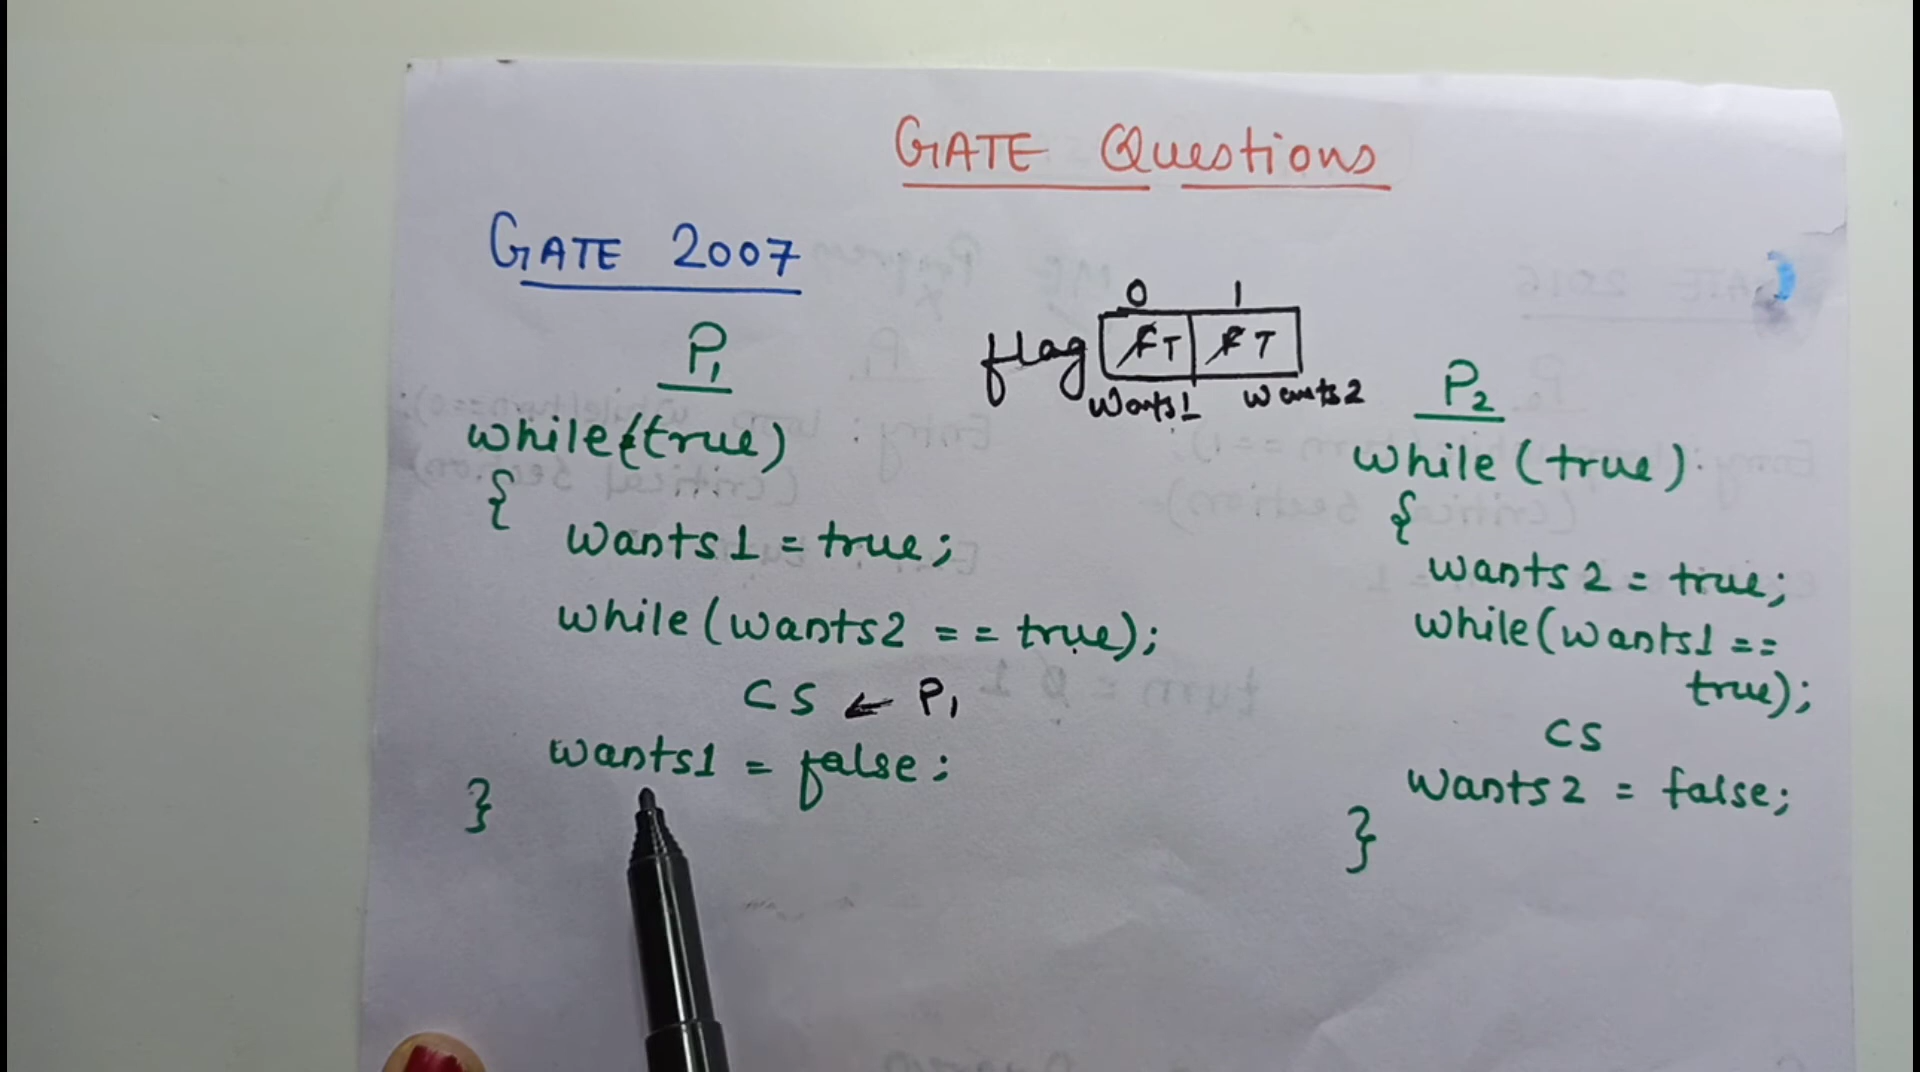 GATE Questions
GATE 2007
0 1
flag F T F T
wants1 wants2
P1
while(true)
{
wants1 = true;
while(wants2 == true);
CS ← P1
wants1 = false;
}
P2
while(true)
{
wants2 = true;
while(wants1 ==
true);
CS
wants2 = false;
}